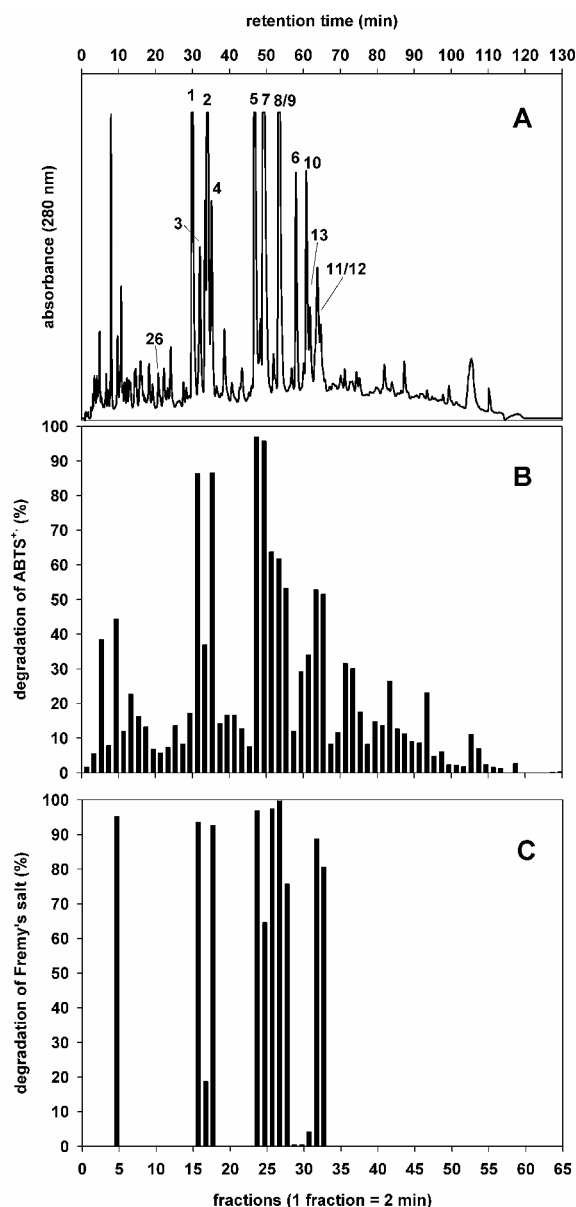 retention time (min)
0 10 20 30 40 50 60 70 80 90 100 110 120 130
A
absorbance (280 nm)
1 2 5 7 8/9
6 10
4
3
13
11/12
26
B
degradation of ABTS+· (%)
100
90
80
70
60
50
40
30
20
10
0
C
degradation of Fremy's salt (%)
100
90
80
70
60
50
40
30
20
10
0
0 5 10 15 20 25 30 35 40 45 50 55 60 65
fractions (1 fraction = 2 min)